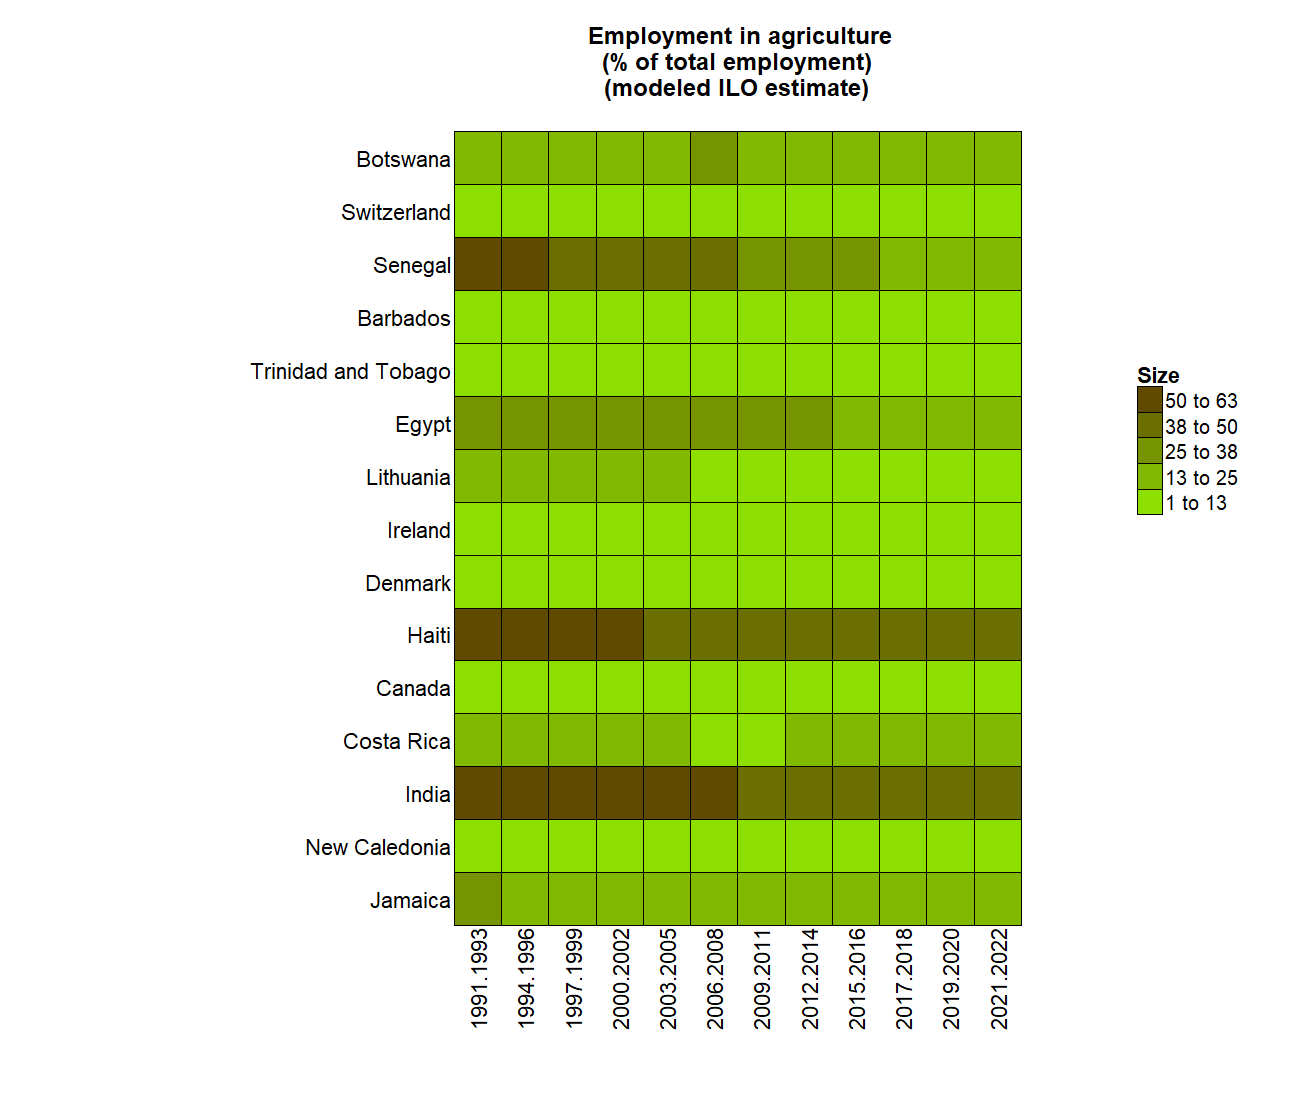 Employment in agriculture
(% of total employment)
(modeled ILO estimate)
Botswana
Switzerland
Senegal
Barbados
Trinidad and Tobago
Egypt
Lithuania
Ireland
Denmark
Haiti
Canada
Costa Rica
India
New Caledonia
Jamaica
1991.1993
1994.1996
1997.1999
2000.2002
2003.2005
2006.2008
2009.2011
2012.2014
2015.2016
2017.2018
2019.2020
2021.2022
Size
50 to 63
38 to 50
25 to 38
13 to 25
1 to 13